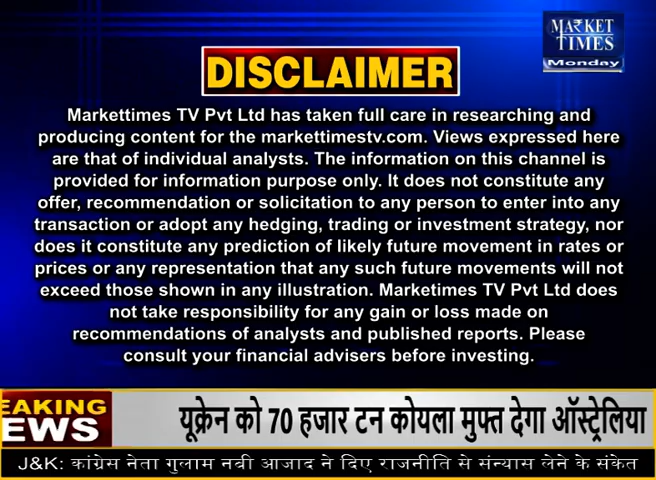 MARKET
TIMES
Monday
DISCLAIMER
Markettimes TV Pvt Ltd has taken full care in researching and
producing content for the markettimestv.com. Views expressed here
are that of individual analysts. The information on this channel is
provided for information purpose only. It does not constitute any
offer, recommendation or solicitation to any person to enter into any
transaction or adopt any hedging, trading or investment strategy, nor
does it constitute any prediction of likely future movement in rates or
prices or any representation that any such future movements will not
exceed those shown in any illustration. Marketimes TV Pvt Ltd does
not take responsibility for any gain or loss made on
recommendations of analysts and published reports. Please
consult your financial advisers before investing.
EAKING
EWS
यूक्रेन को 70 हजार टन कोयला मुफ्त देगा ऑस्ट्रेलिया
J&K: कांग्रेस नेता गुलाम नबी आजाद ने दिए राजनीति से संन्यास लेने के संकेत